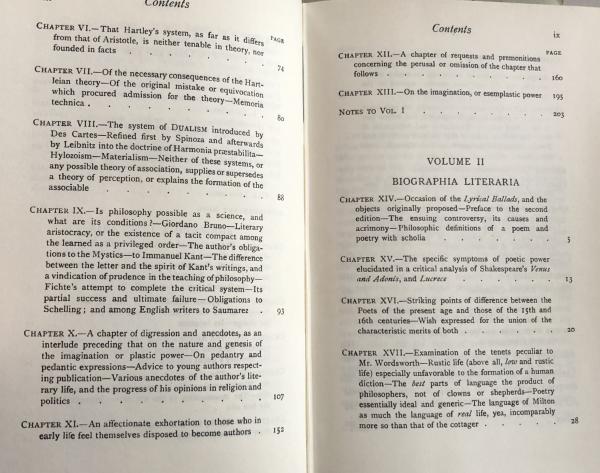 Contents
PAGE
CHAPTER VI.—That Hartley's system, as far as it differs
from that of Aristotle, is neither tenable in theory, nor
founded in facts . . . . . . 74
CHAPTER VII.—Of the necessary consequences of the Hart-
leian theory—Of the original mistake or equivocation
which procured admission for the theory—Memoria
technica . . . . . . . 80
CHAPTER VIII.—The system of DUALISM introduced by
Des Cartes—Refined first by Spinoza and afterwards
by Leibnitz into the doctrine of Harmonia præstabilita—
Hylozoism—Materialism—Neither of these systems, or
any possible theory of association, supplies or supersedes
a theory of perception, or explains the formation of the
associable . . . . . . . 88
CHAPTER IX.—Is philosophy possible as a science, and
what are its conditions?—Giordano Bruno—Literary
aristocracy, or the existence of a tacit compact among
the learned as a privileged order—The author's obliga-
tions to the Mystics—to Immanuel Kant—The difference
between the letter and the spirit of Kant's writings, and
a vindication of prudence in the teaching of philosophy—
Fichte's attempt to complete the critical system—Its
partial success and ultimate failure—Obligations to
Schelling; and among English writers to Saumarez . 93
CHAPTER X.—A chapter of digression and anecdotes, as an
interlude preceding that on the nature and genesis of
the imagination or plastic power—On pedantry and
pedantic expressions—Advice to young authors respect-
ing publication—Various anecdotes of the author's lite-
rary life, and the progress of his opinions in religion and
politics . . . . . . . 107
CHAPTER XI.—An affectionate exhortation to those who in
early life feel themselves disposed to become authors . 152
Contents ix
PAGE
CHAPTER XII.—A chapter of requests and premonitions
concerning the perusal or omission of the chapter that
follows . . . . . . . 160
CHAPTER XIII.—On the imagination, or esemplastic power 195
NOTES TO VOL. I . . . . . . 203
VOLUME II
BIOGRAPHIA LITERARIA
CHAPTER XIV.—Occasion of the Lyrical Ballads, and the
objects originally proposed—Preface to the second
edition—The ensuing controversy, its causes and
acrimony—Philosophic definitions of a poem and
poetry with scholia . . . . . . 5
CHAPTER XV.—The specific symptoms of poetic power
elucidated in a critical analysis of Shakespeare's Venus
and Adonis, and Lucrece . . . . . 13
CHAPTER XVI.—Striking points of difference between the
Poets of the present age and those of the 15th and
16th centuries—Wish expressed for the union of the
characteristic merits of both . . . . . 20
CHAPTER XVII.—Examination of the tenets peculiar to
Mr. Wordsworth—Rustic life (above all, low and rustic
life) especially unfavorable to the formation of a human
diction—The best parts of language the product of
philosophers, not of clowns or shepherds—Poetry
essentially ideal and generic—The language of Milton
as much the language of real life, yea, incomparably
more so than that of the cottager . . . . 28